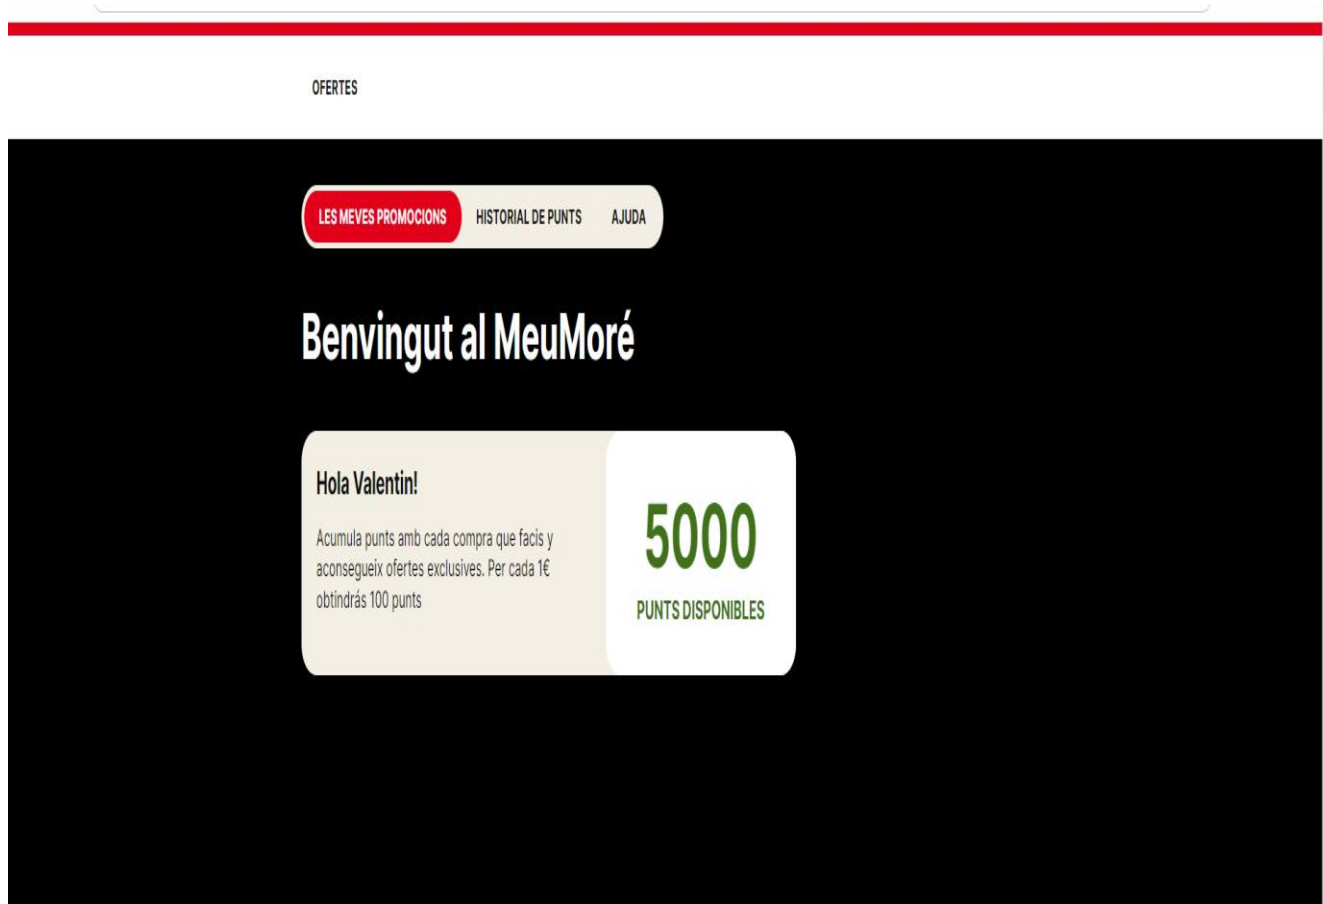 OFERTES
LES MEVES PROMOCIONS HISTORIAL DE PUNTS AJUDA
Benvingut al MeuMoré
Hola Valentin!
Acumula punts amb cada compra que facis y
aconsegueix ofertes exclusives. Per cada 1€
obtindrás 100 punts
5000
PUNTS DISPONIBLES